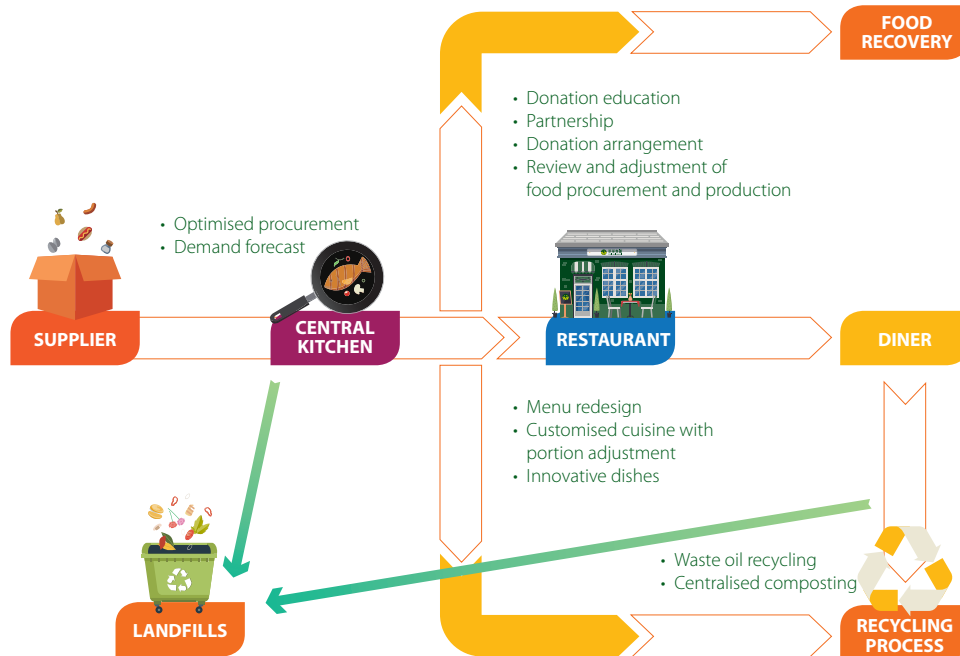 FOOD
RECOVERY
• Donation education
• Partnership
• Donation arrangement
• Review and adjustment of
food procurement and production
• Optimised procurement
• Demand forecast
SUPPLIER
CENTRAL
KITCHEN
RESTAURANT
DINER
• Menu redesign
• Customised cuisine with
portion adjustment
• Innovative dishes
• Waste oil recycling
• Centralised composting
LANDFILLS
RECYCLING
PROCESS